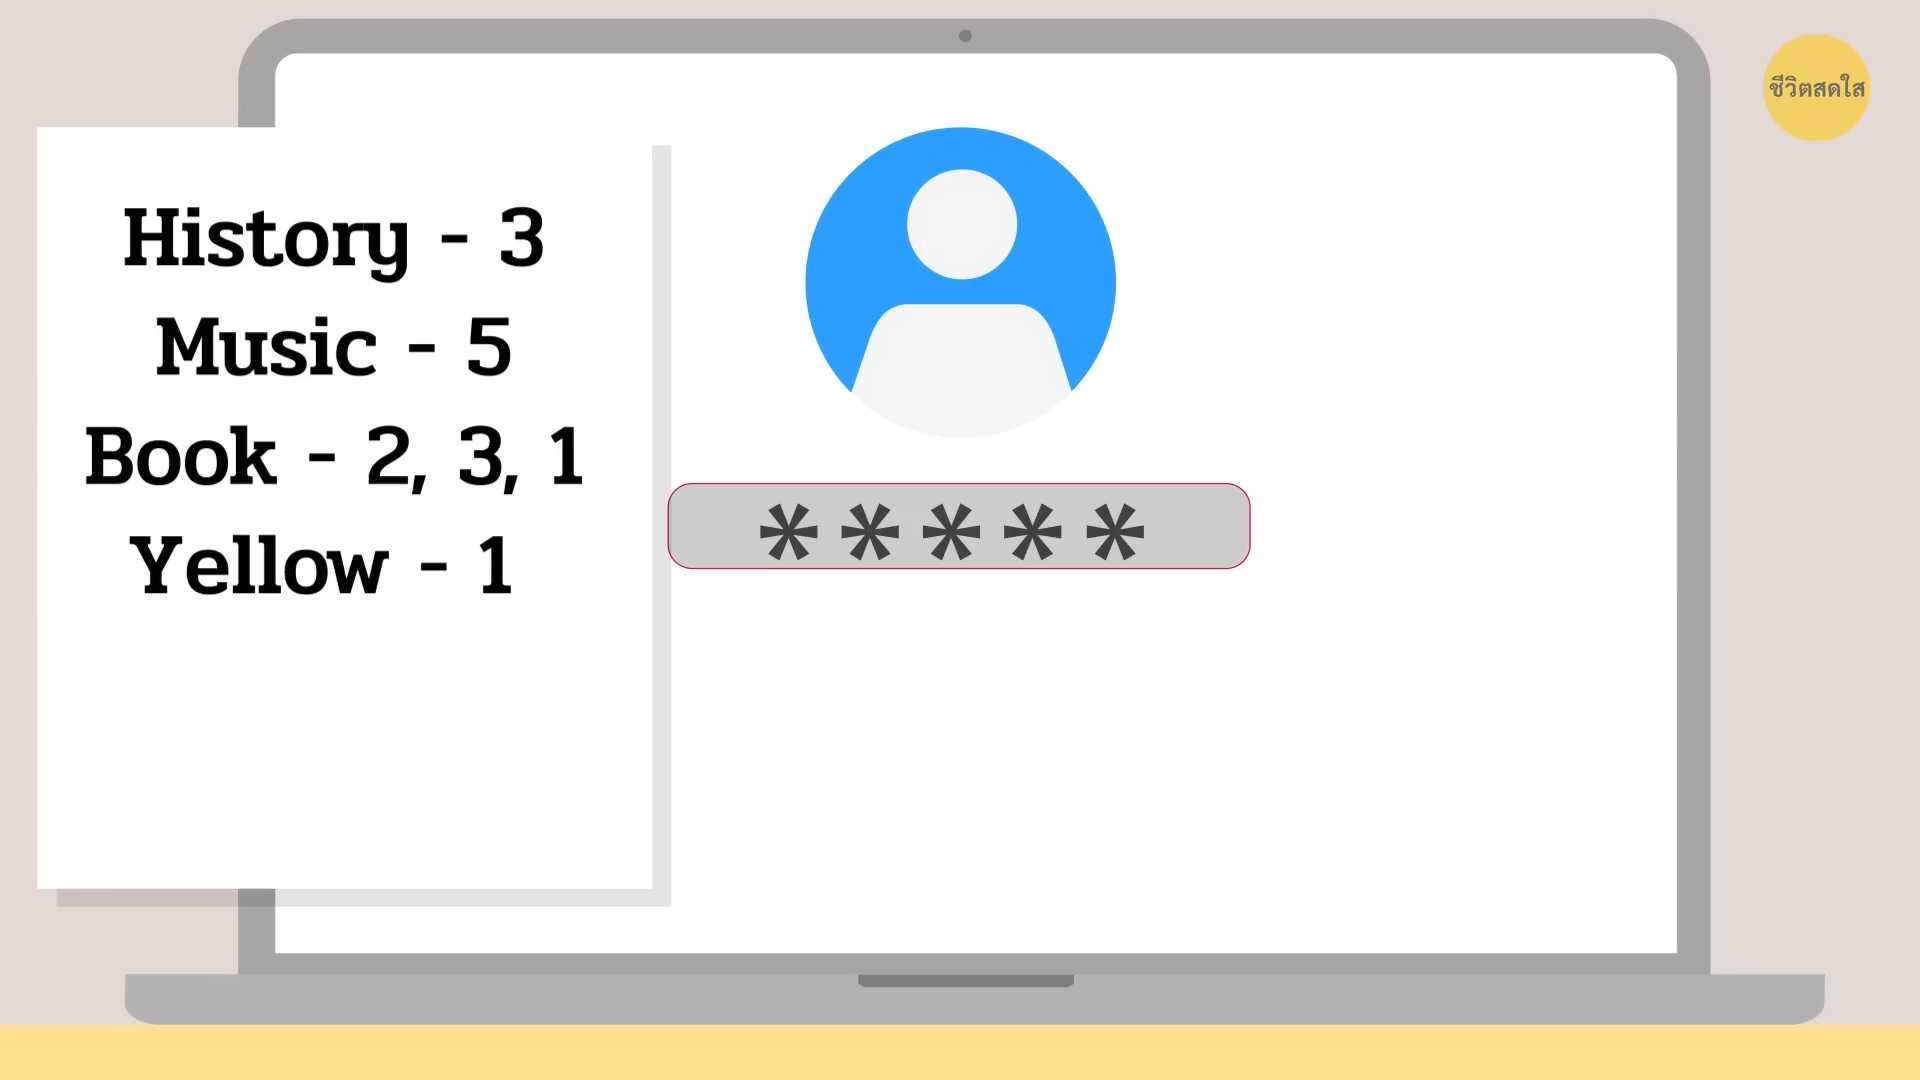 ชีวิตสดใส
History - 3
Music - 5
Book - 2, 3, 1
Yellow - 1
* * * * *